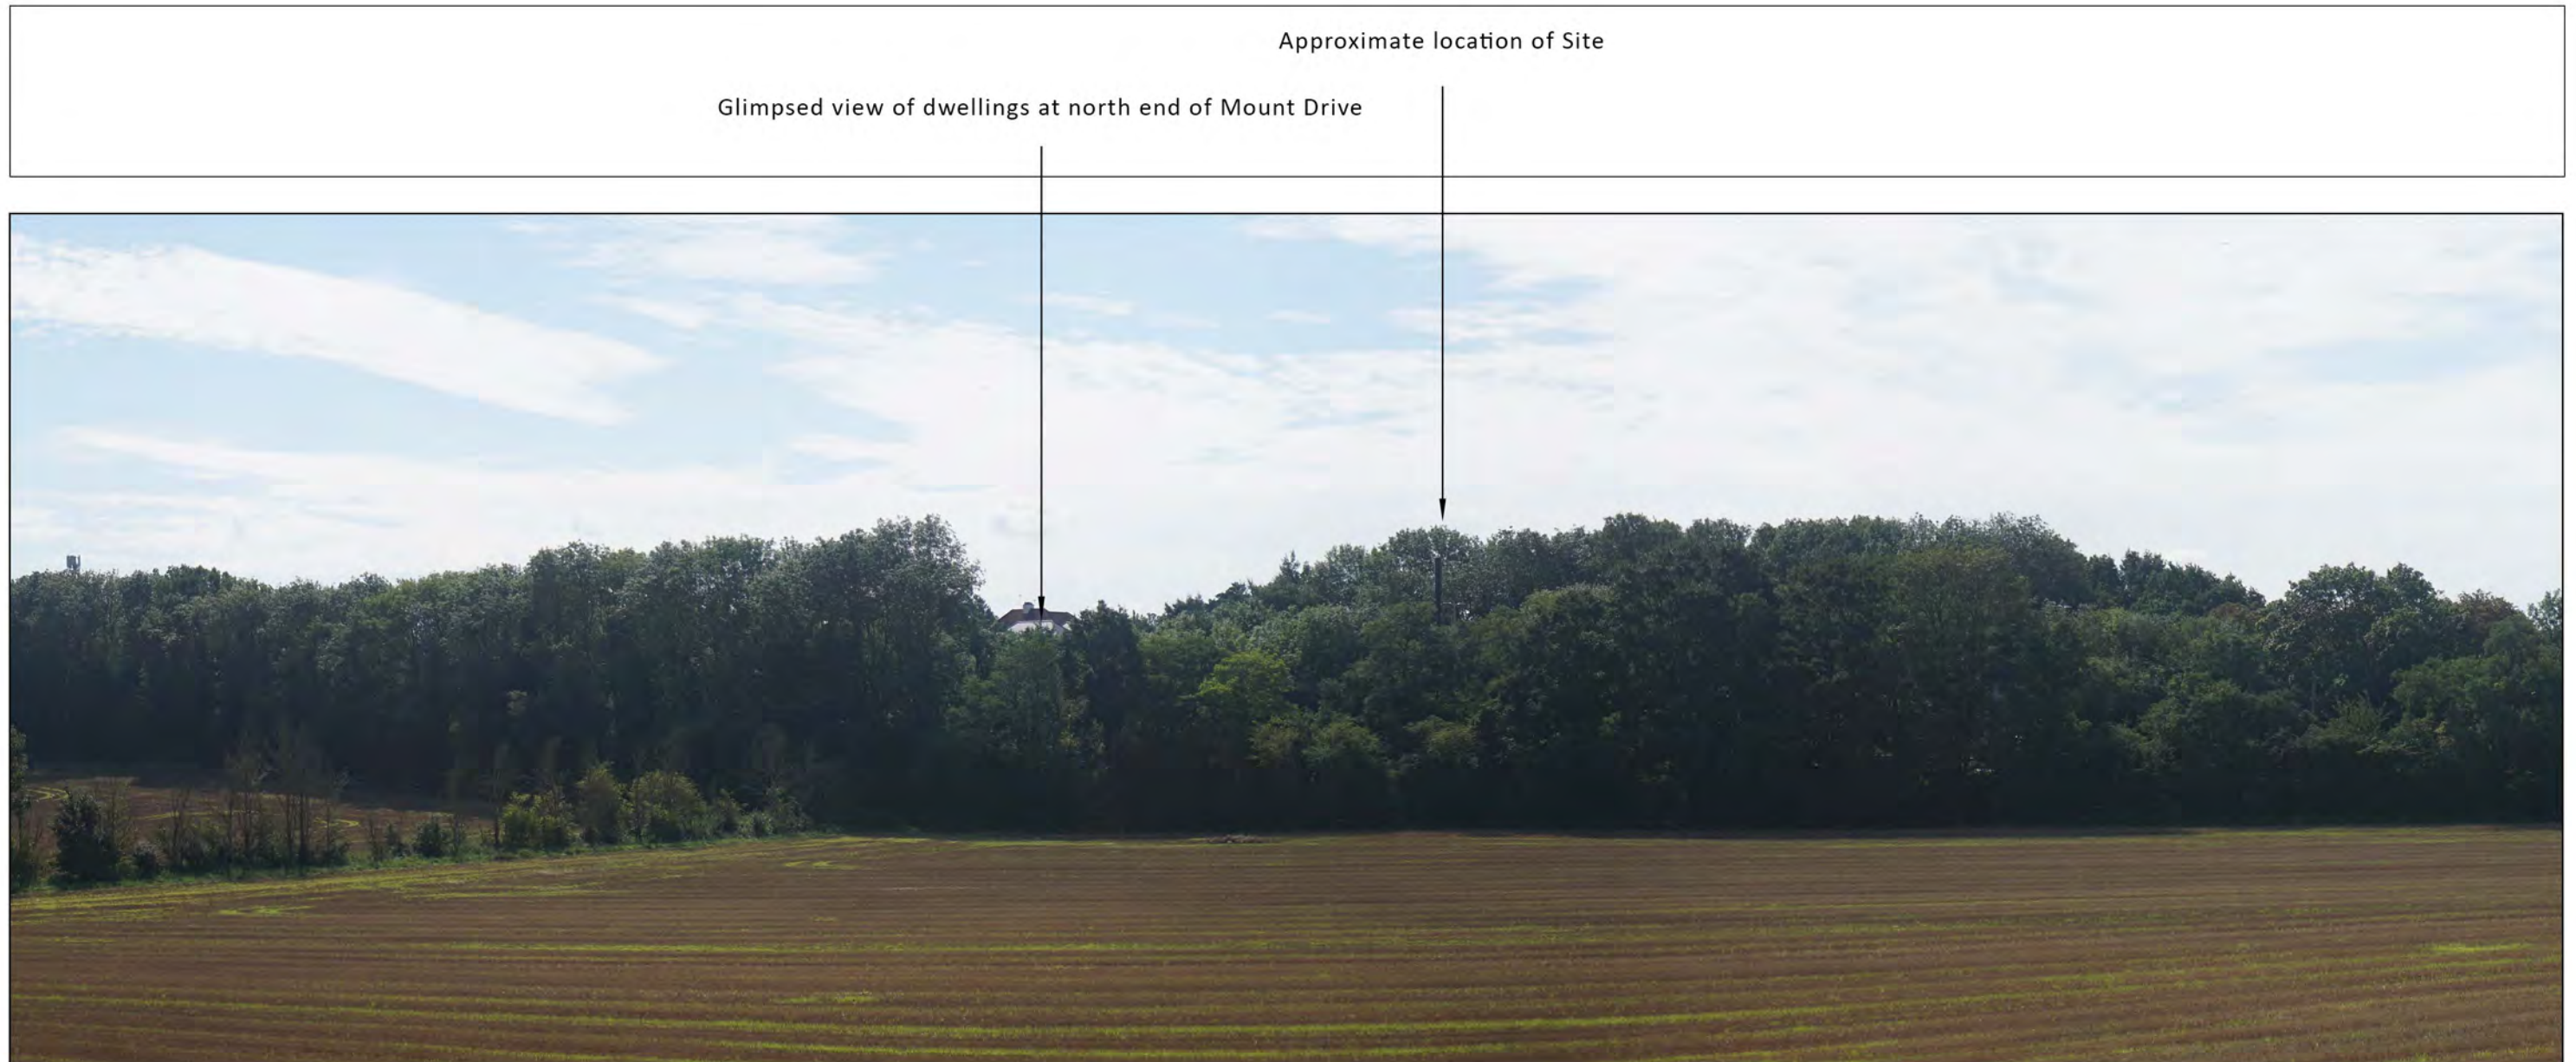 Approximate location of Site
Glimpsed view of dwellings at north end of Mount Drive